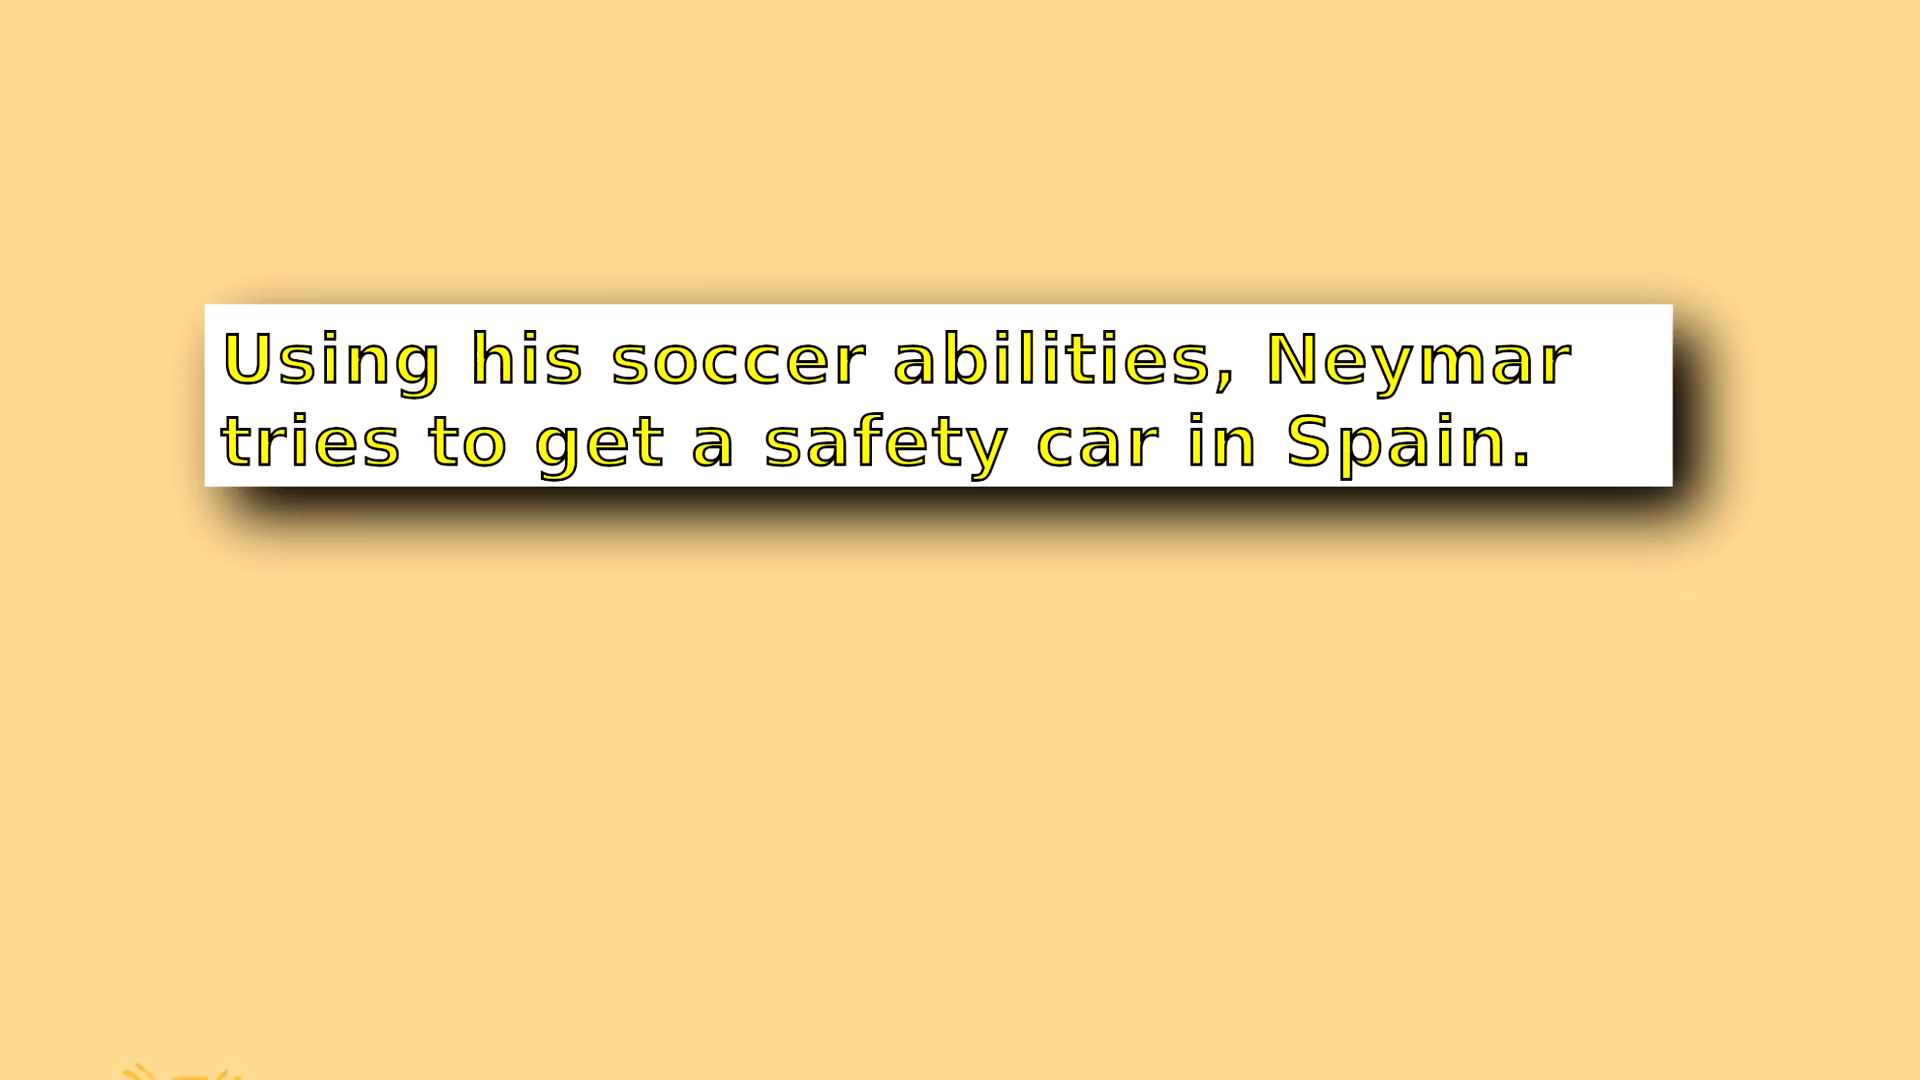 Using his soccer abilities, Neymar
tries to get a safety car in Spain.